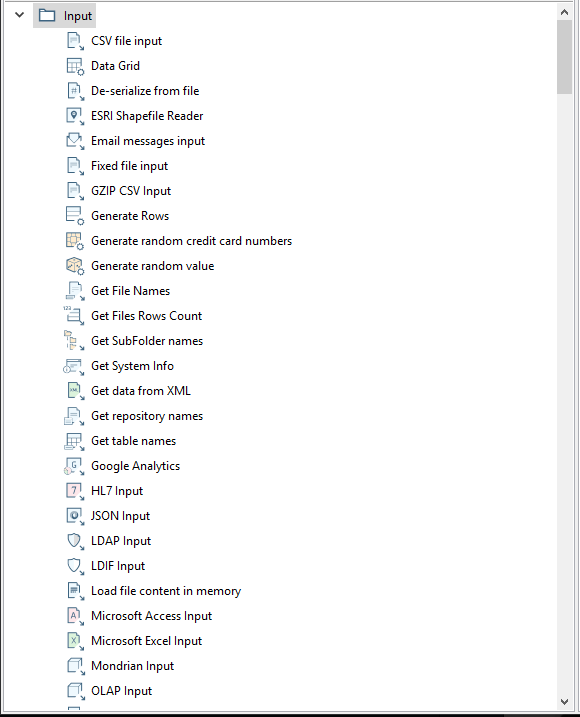 Input
CSV file input
Data Grid
De-serialize from file
ESRI Shapefile Reader
Email messages input
Fixed file input
GZIP CSV Input
Generate Rows
Generate random credit card numbers
Generate random value
Get File Names
123
Get Files Rows Count
Get SubFolder names
Get System Info
Get data from XML
Get repository names
Get table names
Google Analytics
HL7 Input
JSON Input
LDAP Input
LDIF Input
Load file content in memory
Microsoft Access Input
Microsoft Excel Input
Mondrian Input
OLAP Input